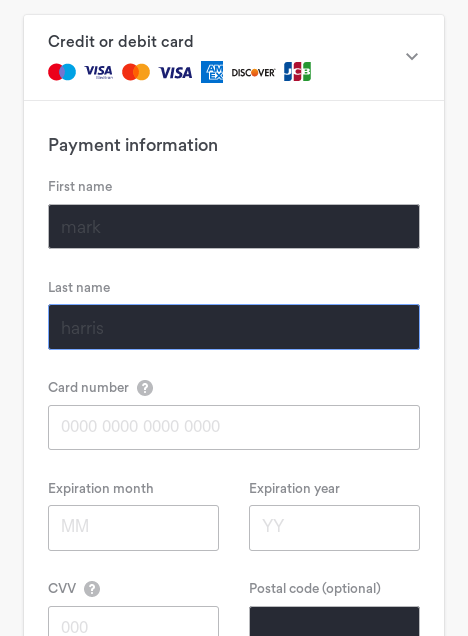 Credit or debit card
VISA Electron VISA AM EX DISCOVER JCB
Payment information
First name
mark
Last name
harris
Card number ?
0000 0000 0000 0000
Expiration month Expiration year
MM YY
CVV ? Postal code (optional)
000